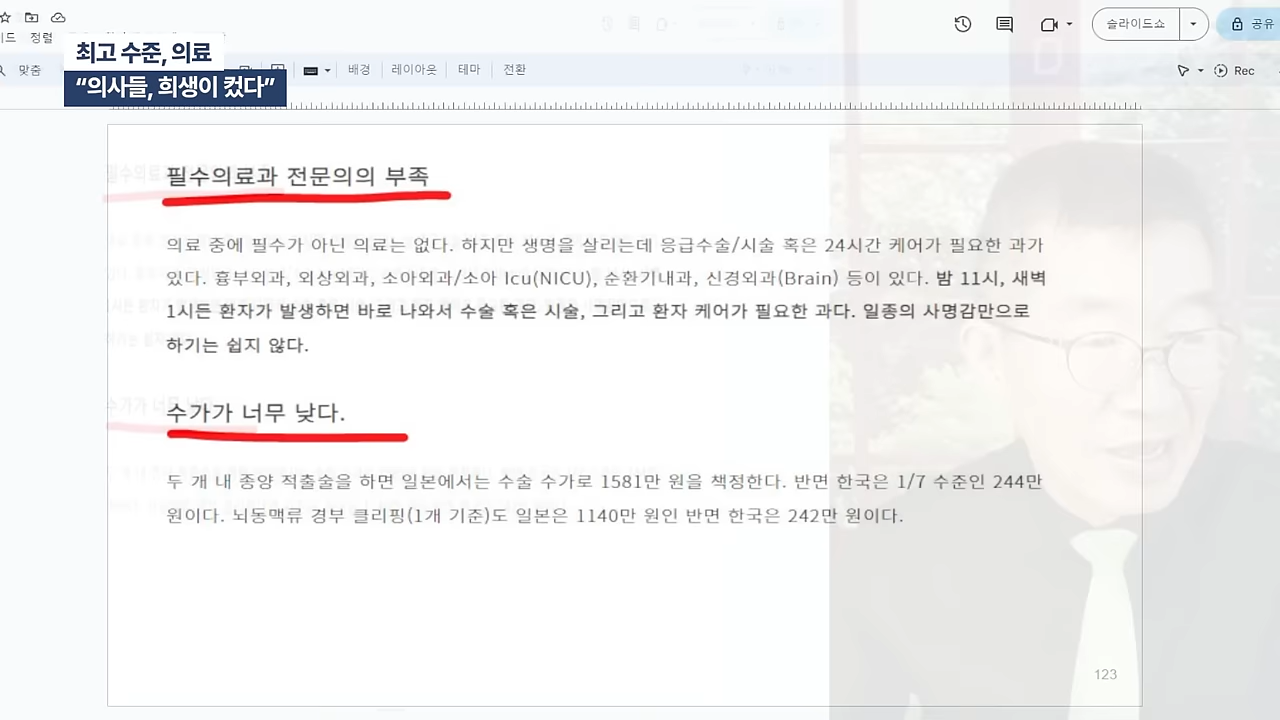 최고 수준, 의료
“의사들, 희생이 컸다”
정렬
슬라이드쇼
공유
맞춤
배경
레이아웃
테마
전환
Rec
필수의료과 전문의의 부족
의료 중에 필수가 아닌 의료는 없다. 하지만 생명을 살리는데 응급수술/시술 혹은 24시간 케어가 필요한 과가
있다. 흉부외과, 외상외과, 소아외과/소아 Icu(NICU), 순환기내과, 신경외과(Brain) 등이 있다. 밤 11시, 새벽
1시든 환자가 발생하면 바로 나와서 수술 혹은 시술, 그리고 환자 케어가 필요한 과다. 일종의 사명감만으로
하기는 쉽지 않다.
수가가 너무 낮다.
두 개 내 종양 적출술을 하면 일본에서는 수술 수가로 1581만 원을 책정한다. 반면 한국은 1/7 수준인 244만
원이다. 뇌동맥류 경부 클리핑(1개 기준)도 일본은 1140만 원인 반면 한국은 242만 원이다.
123